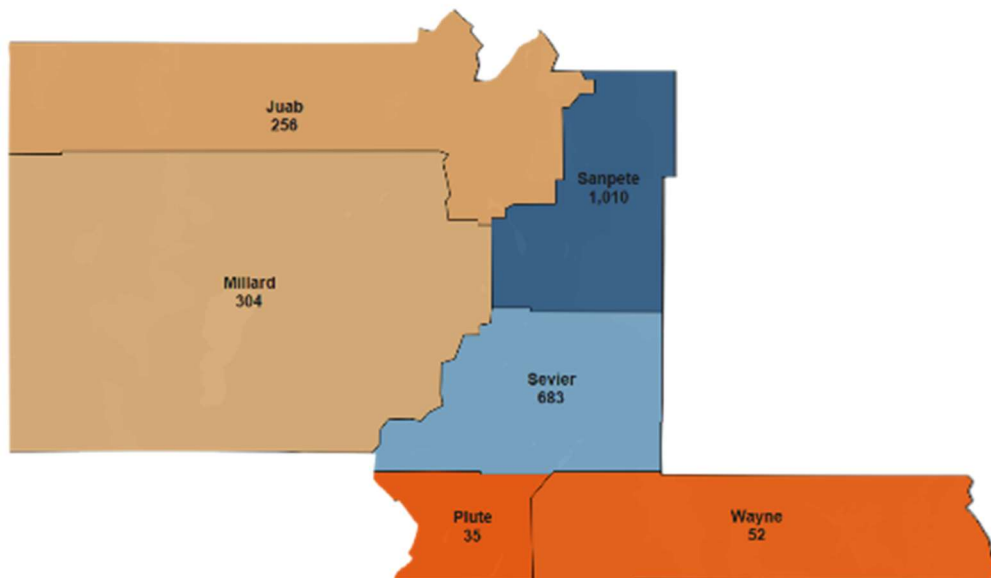 Juab
256
Sanpete
1,010
Millard
304
Sevier
683
Piute
35
Wayne
52